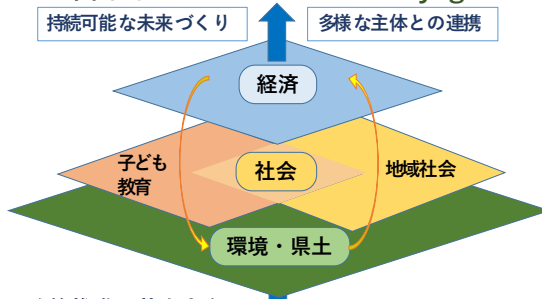 持続可能な未来づくり
多様な主体との連携
経済
子ども
教育
社会
地域社会
環境・県土